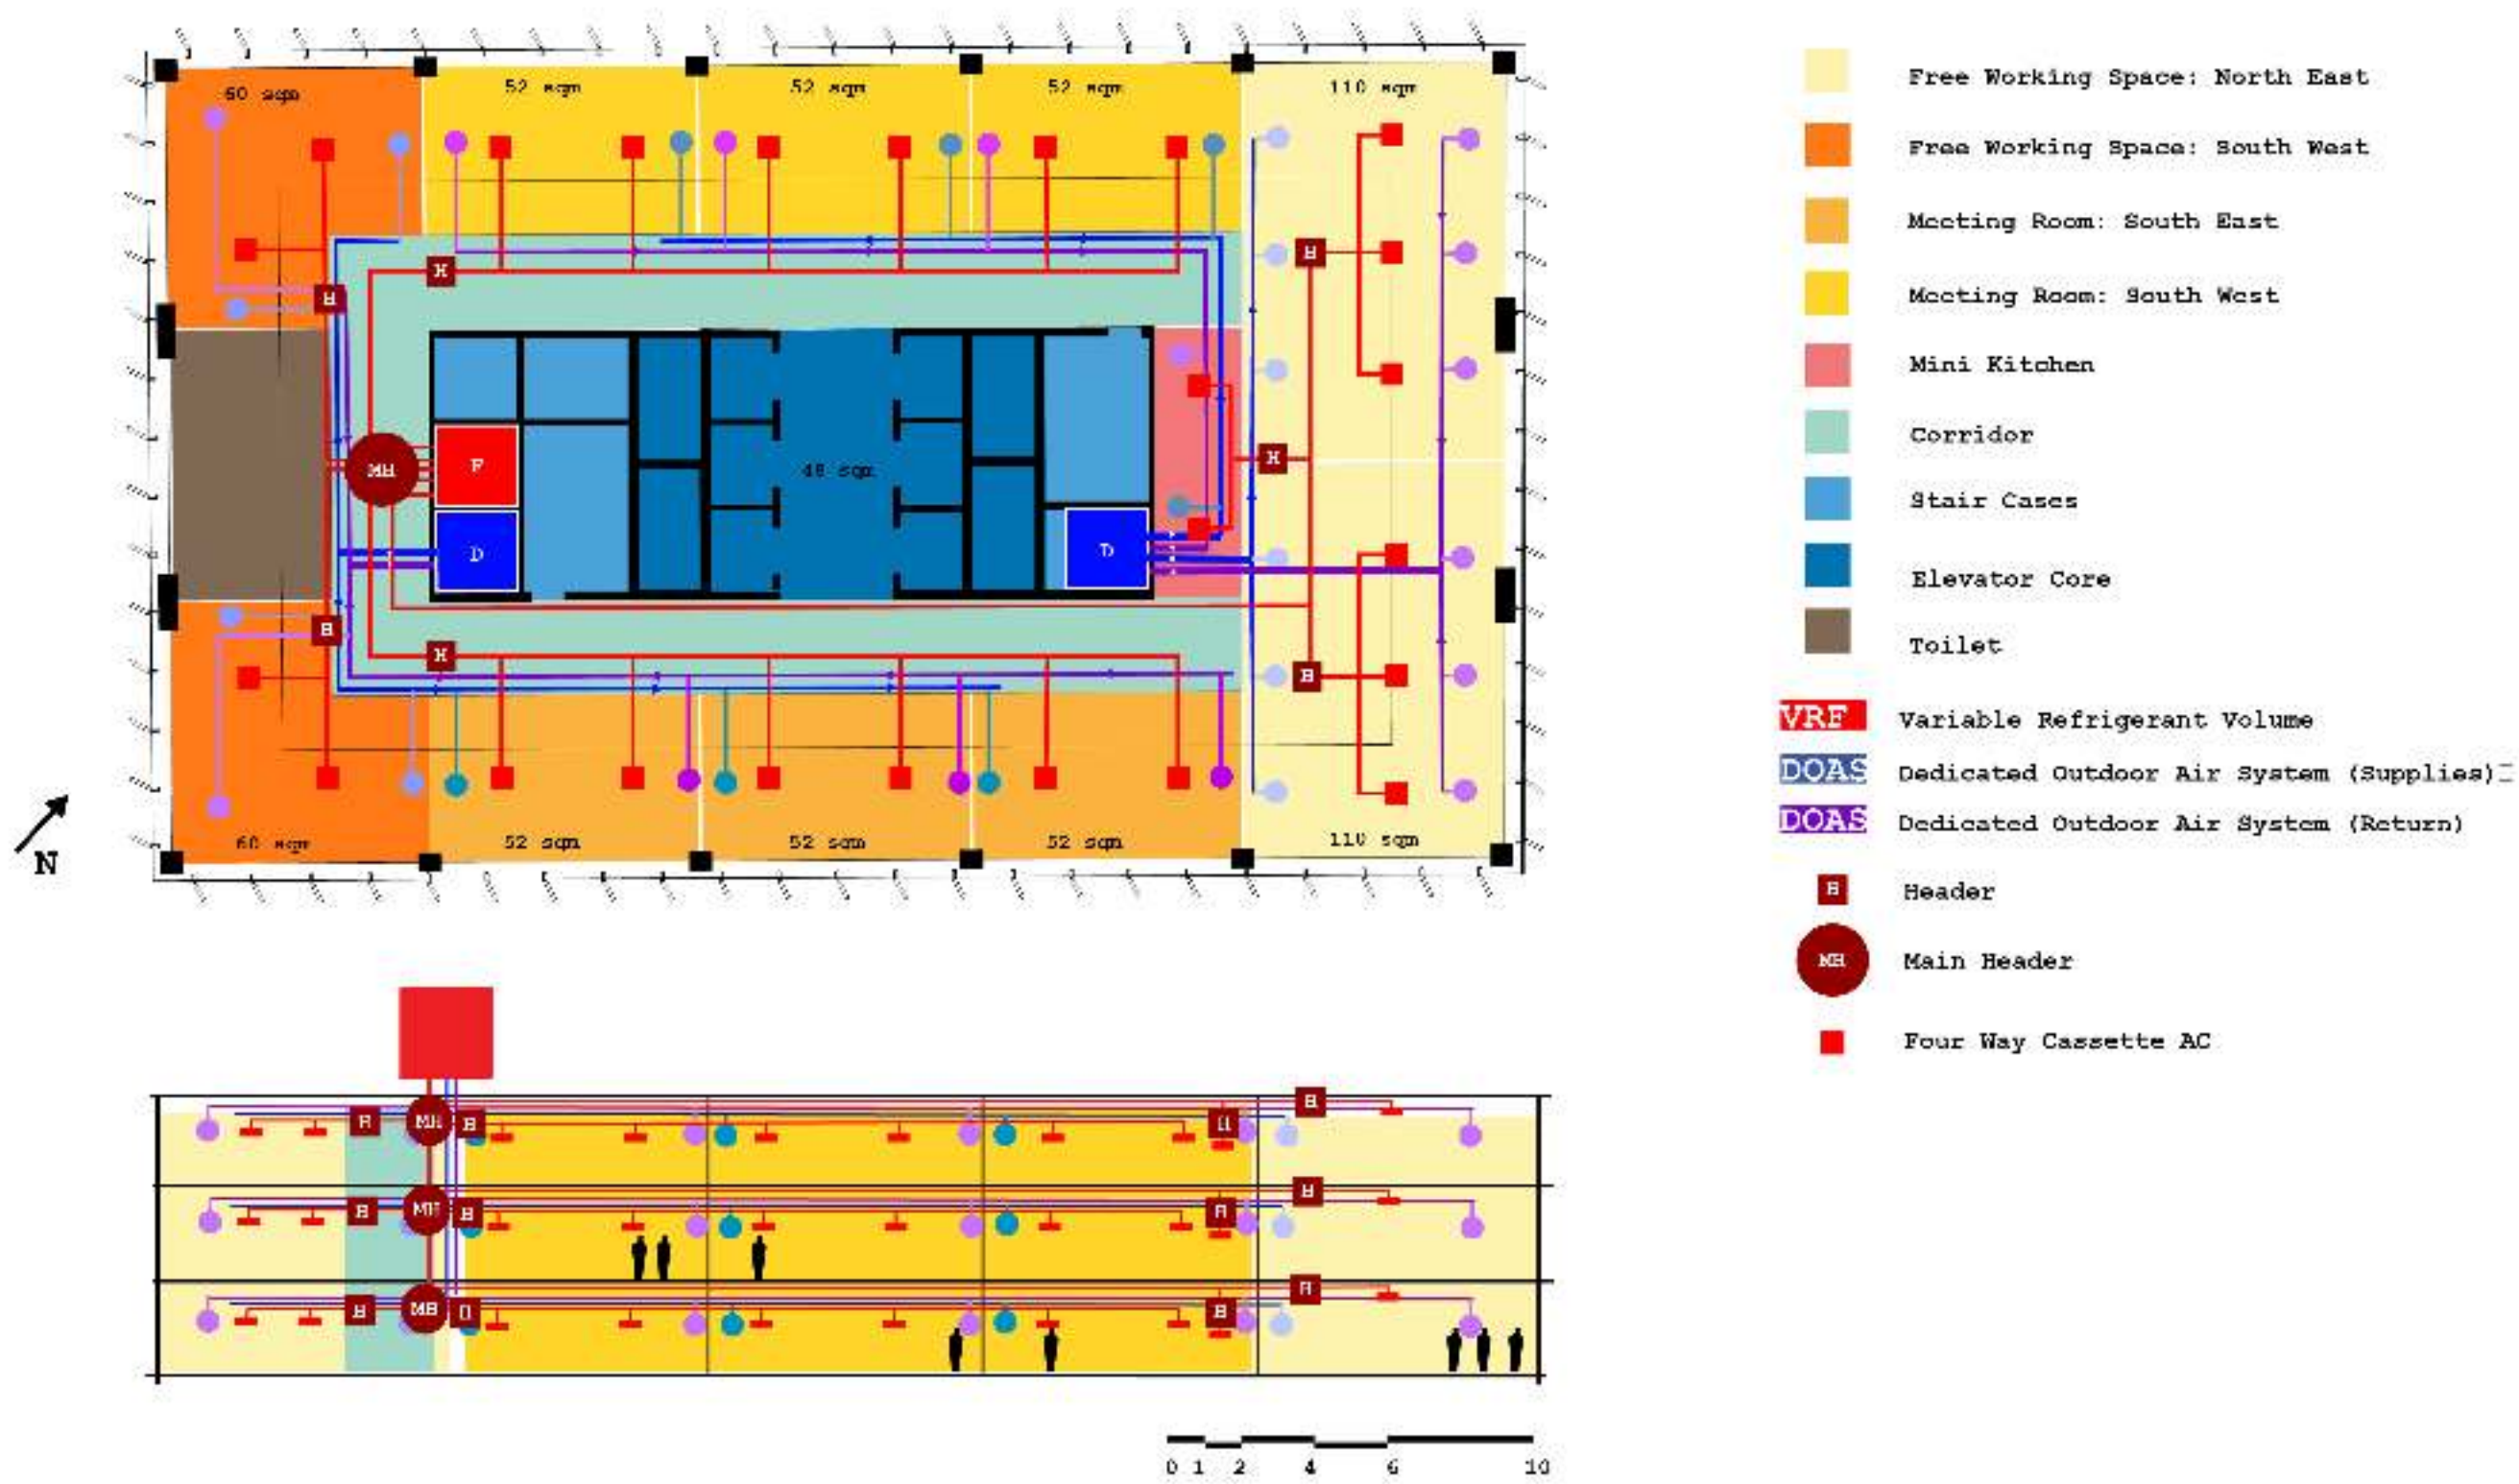 60 sqm
52 sqm
52 sqm
52 sqm
110 sqm
H
H
H
MH
F
48 sqm
H
D
D
H
H
H
60 sqm
52 sqm
52 sqm
52 sqm
110 sqm
N
Free Working Space: North East
Free Working Space: South West
Meeting Room: South East
Meeting Room: South West
Mini Kitchen
Corridor
Stair Cases
Elevator Core
Toilet
VRF Variable Refrigerant Volume
DOAS Dedicated Outdoor Air System (Supplies)
DOAS Dedicated Outdoor Air System (Return)
H Header
MH Main Header
Four Way Cassette AC
H MH H H H
H MH H H H
H MH H H H
0 1 2 4 6 10